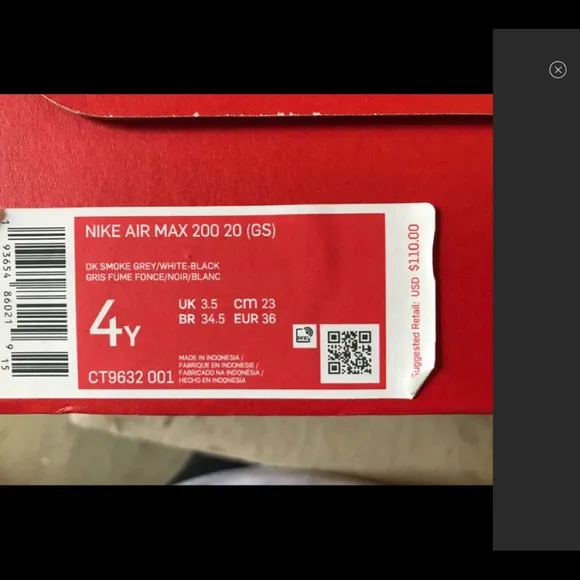 NIKE AIR MAX 200 20 (GS)
DK SMOKE GREY/WHITE-BLACK
GRIS FUME FONCE/NOIR/BLANC
4Y
UK 3.5 cm 23
BR 34.5 EUR 36
MADE IN INDONESIA /
FABRIQUE EN INDONESIE /
FABRICADO NA INDONÉSIA /
HECHO EN INDONESIA
CT9632 001
RFID
Suggested Retail: USD $110.00
1 93654 86021 9 15